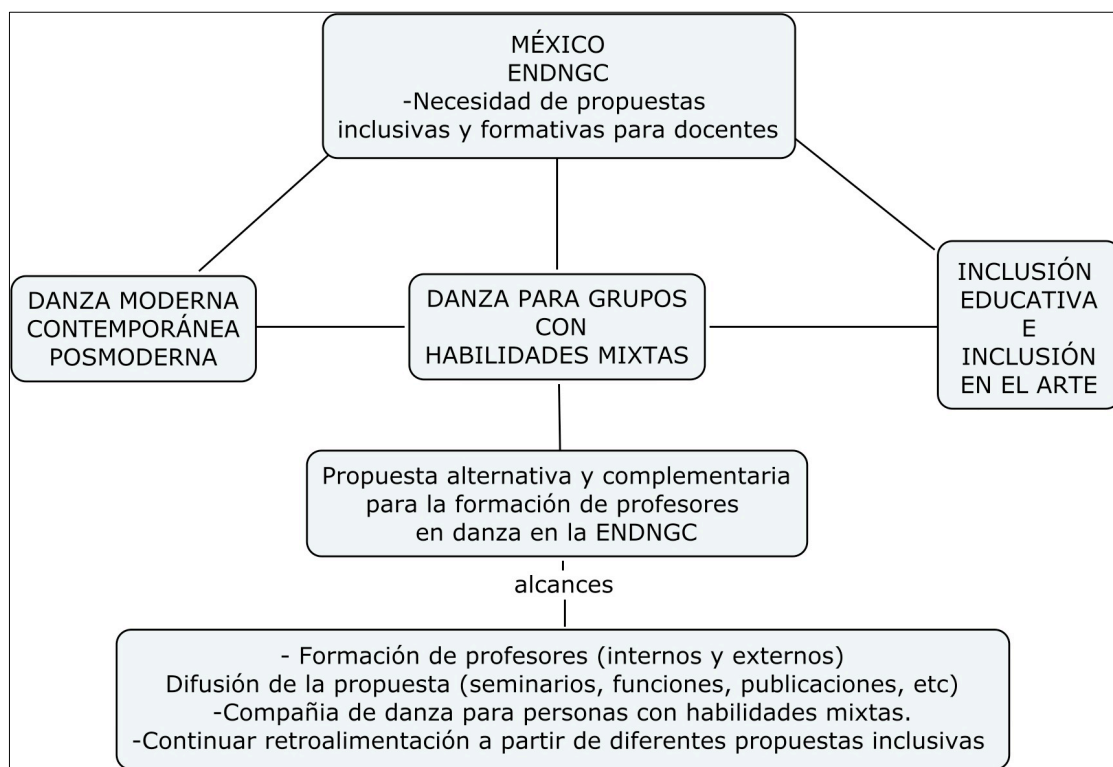 MÉXICO
ENDNGC
-Necesidad de propuestas
inclusivas y formativas para docentes
DANZA MODERNA
CONTEMPORÁNEA
POSMODERNA
DANZA PARA GRUPOS
CON
HABILIDADES MIXTAS
INCLUSIÓN
EDUCATIVA
E
INCLUSIÓN
EN EL ARTE
Propuesta alternativa y complementaria
para la formación de profesores
en danza en la ENDNGC
alcances
- Formación de profesores (internos y externos)
Difusión de la propuesta (seminarios, funciones, publicaciones, etc)
-Compañia de danza para personas con habilidades mixtas.
-Continuar retroalimentación a partir de diferentes propuestas inclusivas